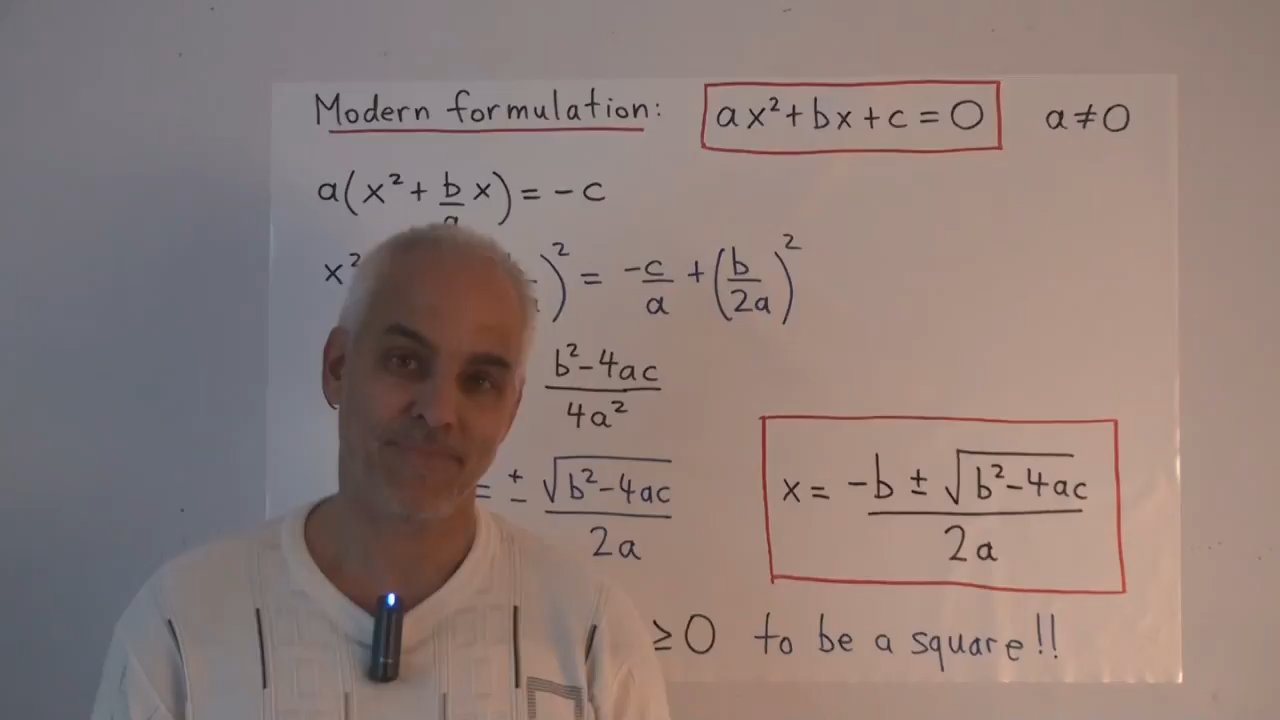 Modern formulation: ax²+bx+c=0 a≠0
a(x²+b/a x)=-c
x² )² = -c/a + (b/2a)²
b²-4ac/4a²
= ± √b²-4ac/2a
x = -b ± √b²-4ac/2a
≥0 to be a square!!